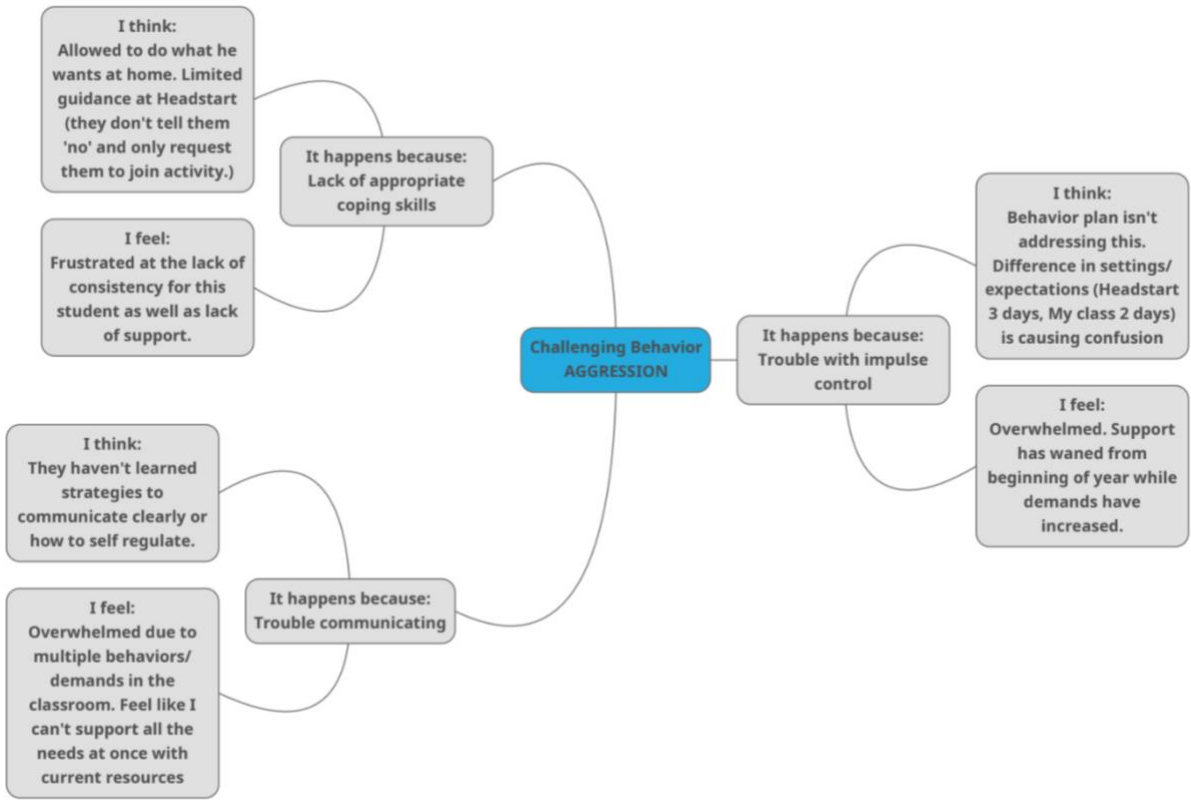 I think:
Allowed to do what he
wants at home. Limited
guidance at Headstart
(they don't tell them
'no' and only request
them to join activity.)
It happens because:
Lack of appropriate
coping skills
I feel:
Frustrated at the lack of
consistency for this
student as well as lack
of support.
Challenging Behavior
AGGRESSION
I think:
Behavior plan isn't
addressing this.
Difference in settings/
expectations (Headstart
3 days, My class 2 days)
is causing confusion
It happens because:
Trouble with impulse
control
I feel:
Overwhelmed. Support
has waned from
beginning of year while
demands have
increased.
I think:
They haven't learned
strategies to
communicate clearly or
how to self regulate.
It happens because:
Trouble communicating
I feel:
Overwhelmed due to
multiple behaviors/
demands in the
classroom. Feel like I
can't support all the
needs at once with
current resources